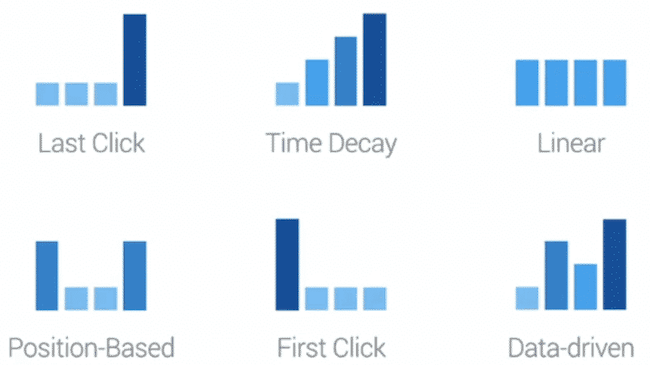 Last Click
Time Decay
Linear
Position-Based
First Click
Data-driven